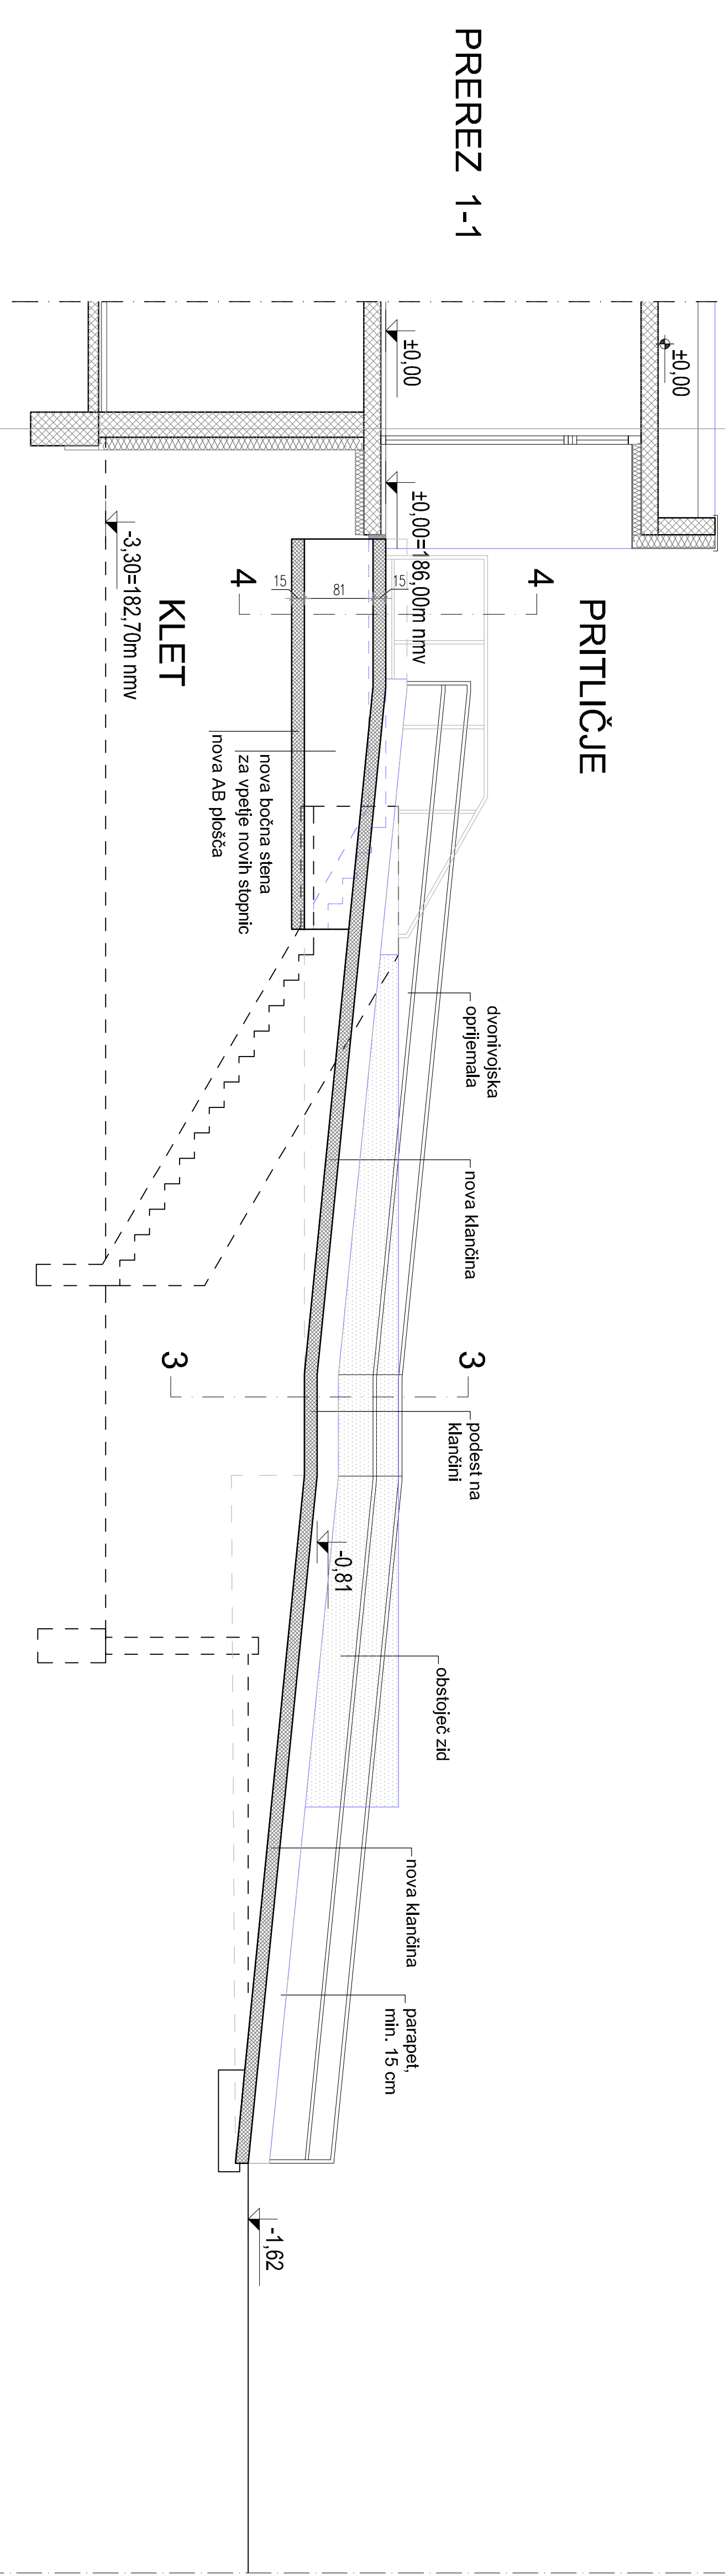 PREREZ 1-1
±0,00
±0,00
±0,00=186,00m nmv
-3,30=182,70m nmv
PRITLIČJE
KLET
4
4
15
81
15
nova bočna stena
za vpetje novih stopnic
nova AB plošča
dvonivojska
oprijemala
nova klančina
3
3
podest na
klančini
-0,81
obstoječ zid
nova klančina
parapet,
min. 15 cm
-1,62